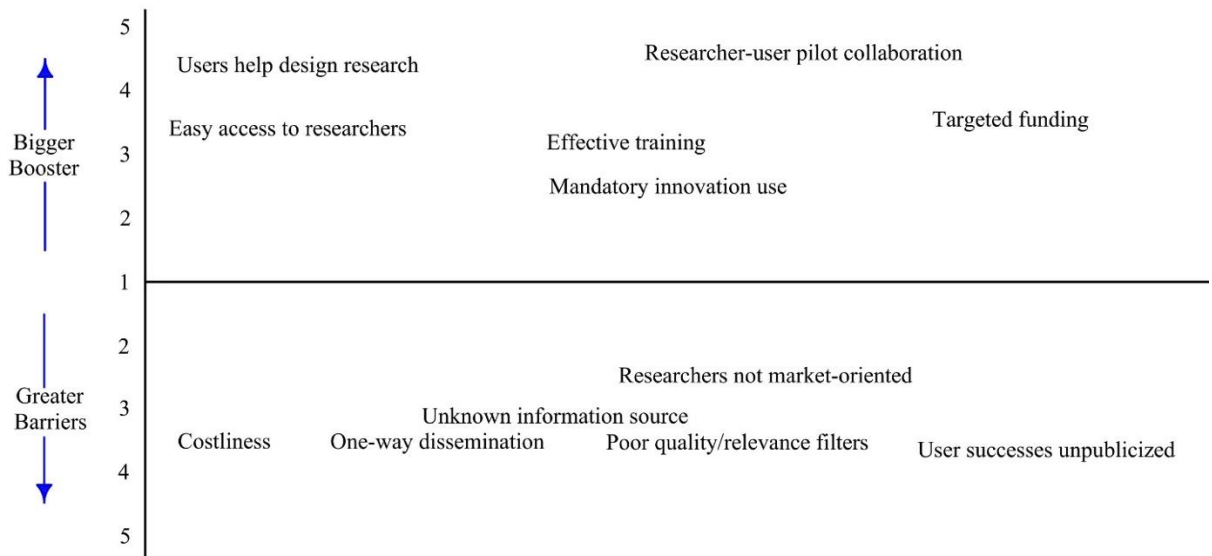 5
Researcher-user pilot collaboration
Users help design research
4
Targeted funding
Easy access to researchers
Bigger
Booster
Effective training
3
Mandatory innovation use
2
1
2
Researchers not market-oriented
Greater
Barriers
3
Unknown information source
Costliness
One-way dissemination
Poor quality/relevance filters
User successes unpublicized
4
5